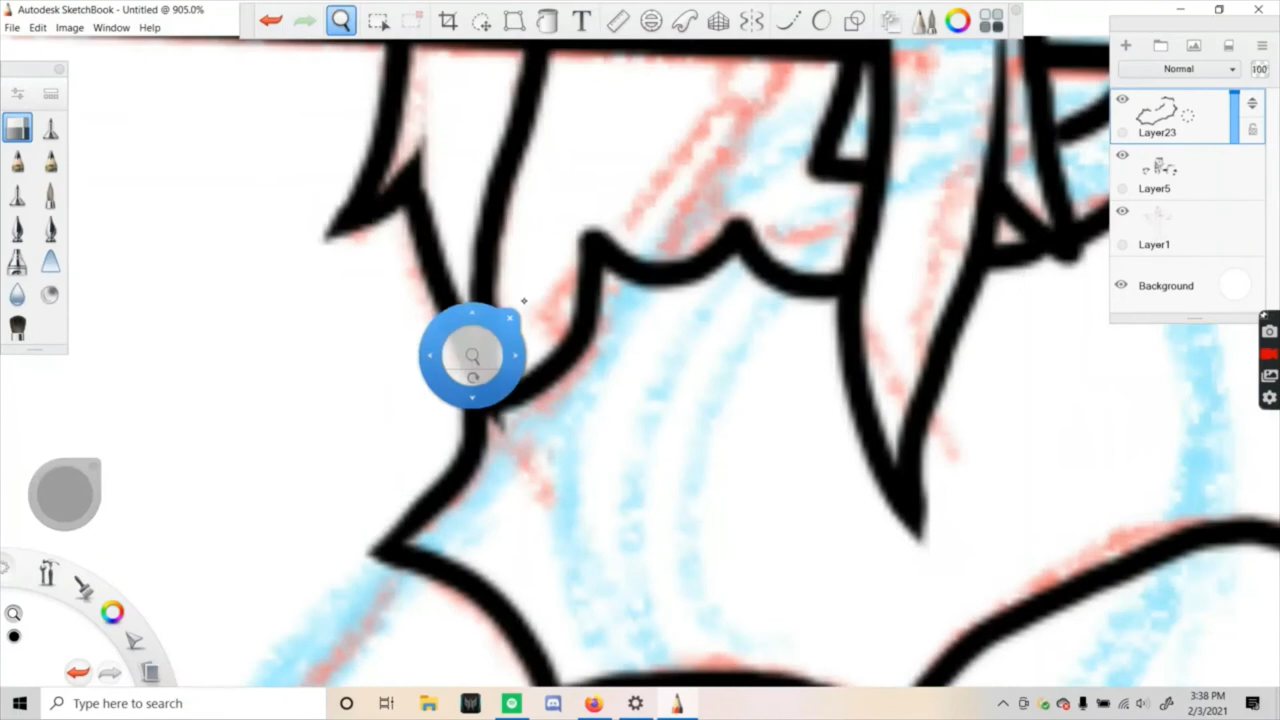 Autodesk SketchBook - Untitled @ 905.0%
File Edit Image Window Help
T
Normal
100
Layer23
Layer5
Layer1
Background
Type here to search
3:38 PM
2/3/2021